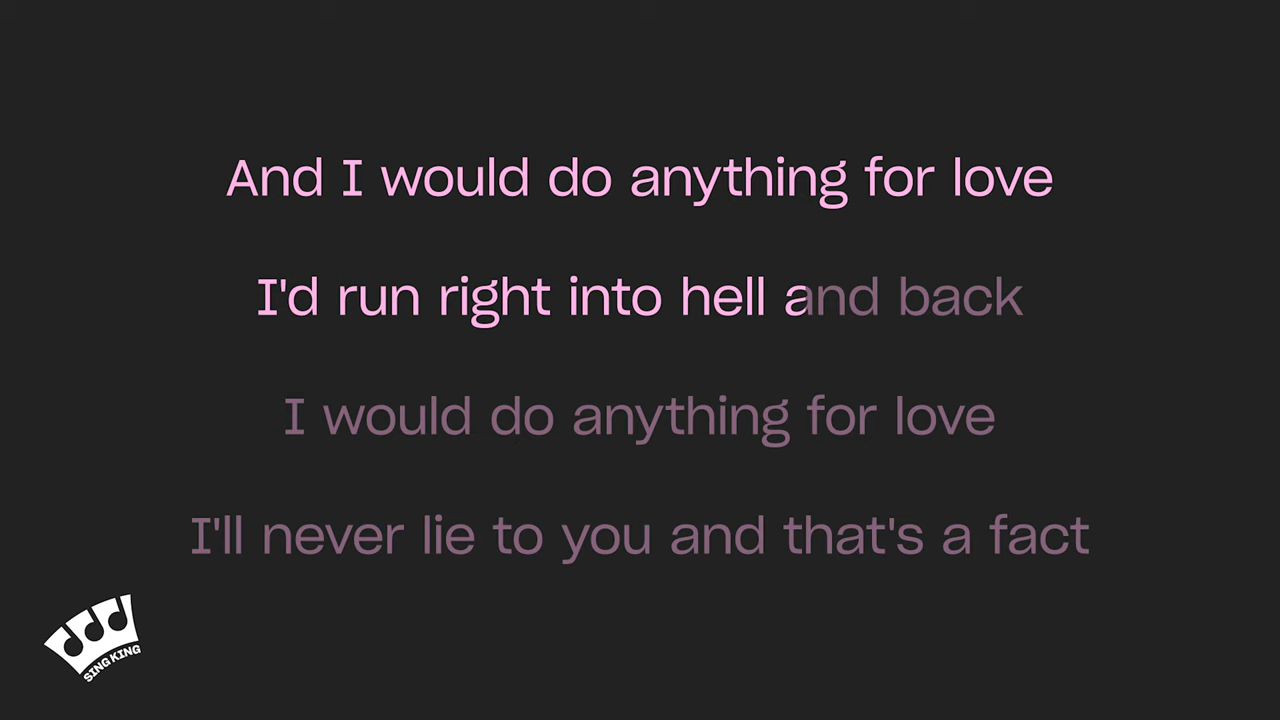 And I would do anything for love
I'd run right into hell and back
I would do anything for love
I'll never lie to you and that's a fact
SING KING